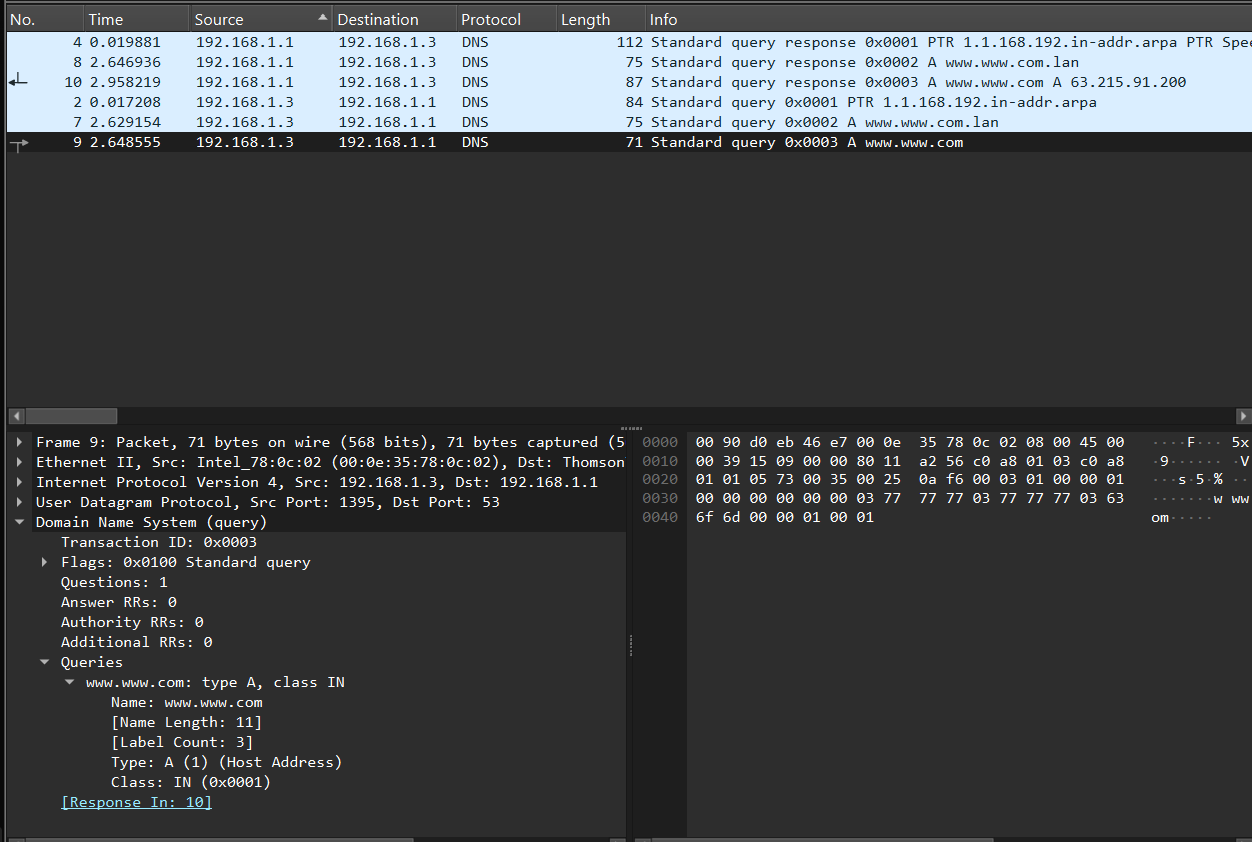 No. Time Source Destination Protocol Length Info
4 0.019881 192.168.1.1 192.168.1.3 DNS 112 Standard query response 0x0001 PTR 1.1.168.192.in-addr.arpa PTR Spee
8 2.646936 192.168.1.1 192.168.1.3 DNS 75 Standard query response 0x0002 A www.www.com.lan
10 2.958219 192.168.1.1 192.168.1.3 DNS 87 Standard query response 0x0003 A www.www.com A 63.215.91.200
2 0.017208 192.168.1.3 192.168.1.1 DNS 84 Standard query 0x0001 PTR 1.1.168.192.in-addr.arpa
7 2.629154 192.168.1.3 192.168.1.1 DNS 75 Standard query 0x0002 A www.www.com.lan
9 2.648555 192.168.1.3 192.168.1.1 DNS 71 Standard query 0x0003 A www.www.com
Frame 9: Packet, 71 bytes on wire (568 bits), 71 bytes captured (5
Ethernet II, Src: Intel_78:0c:02 (00:0e:35:78:0c:02), Dst: Thomson
Internet Protocol Version 4, Src: 192.168.1.3, Dst: 192.168.1.1
User Datagram Protocol, Src Port: 1395, Dst Port: 53
Domain Name System (query)
Transaction ID: 0x0003
Flags: 0x0100 Standard query
Questions: 1
Answer RRs: 0
Authority RRs: 0
Additional RRs: 0
Queries
www.www.com: type A, class IN
Name: www.www.com
[Name Length: 11]
[Label Count: 3]
Type: A (1) (Host Address)
Class: IN (0x0001)
[Response In: 10]
0000 00 90 d0 eb 46 e7 00 0e 35 78 0c 02 08 00 45 00 ····F··· 5x
0010 00 39 15 09 00 00 80 11 a2 56 c0 a8 01 03 c0 a8 ·9······ ·V
0020 01 01 05 73 00 35 00 25 0a f6 00 03 01 00 00 01 ···s·5·% ··
0030 00 00 00 00 00 00 03 77 77 77 03 77 77 77 03 63 ·······w ww
0040 6f 6d 00 00 01 00 01 om·····